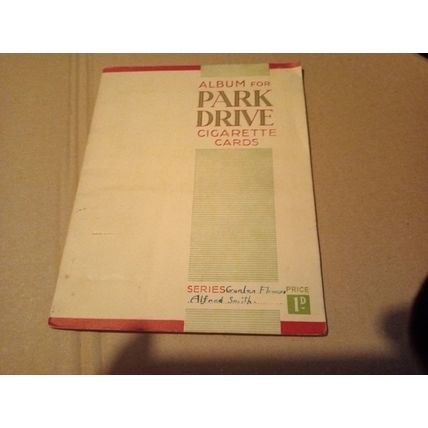 ALBUM FOR
PARK
DRIVE
CIGARETTE
CARDS
SERIES Garden Flowers PRICE
Alfred Smith. 1D